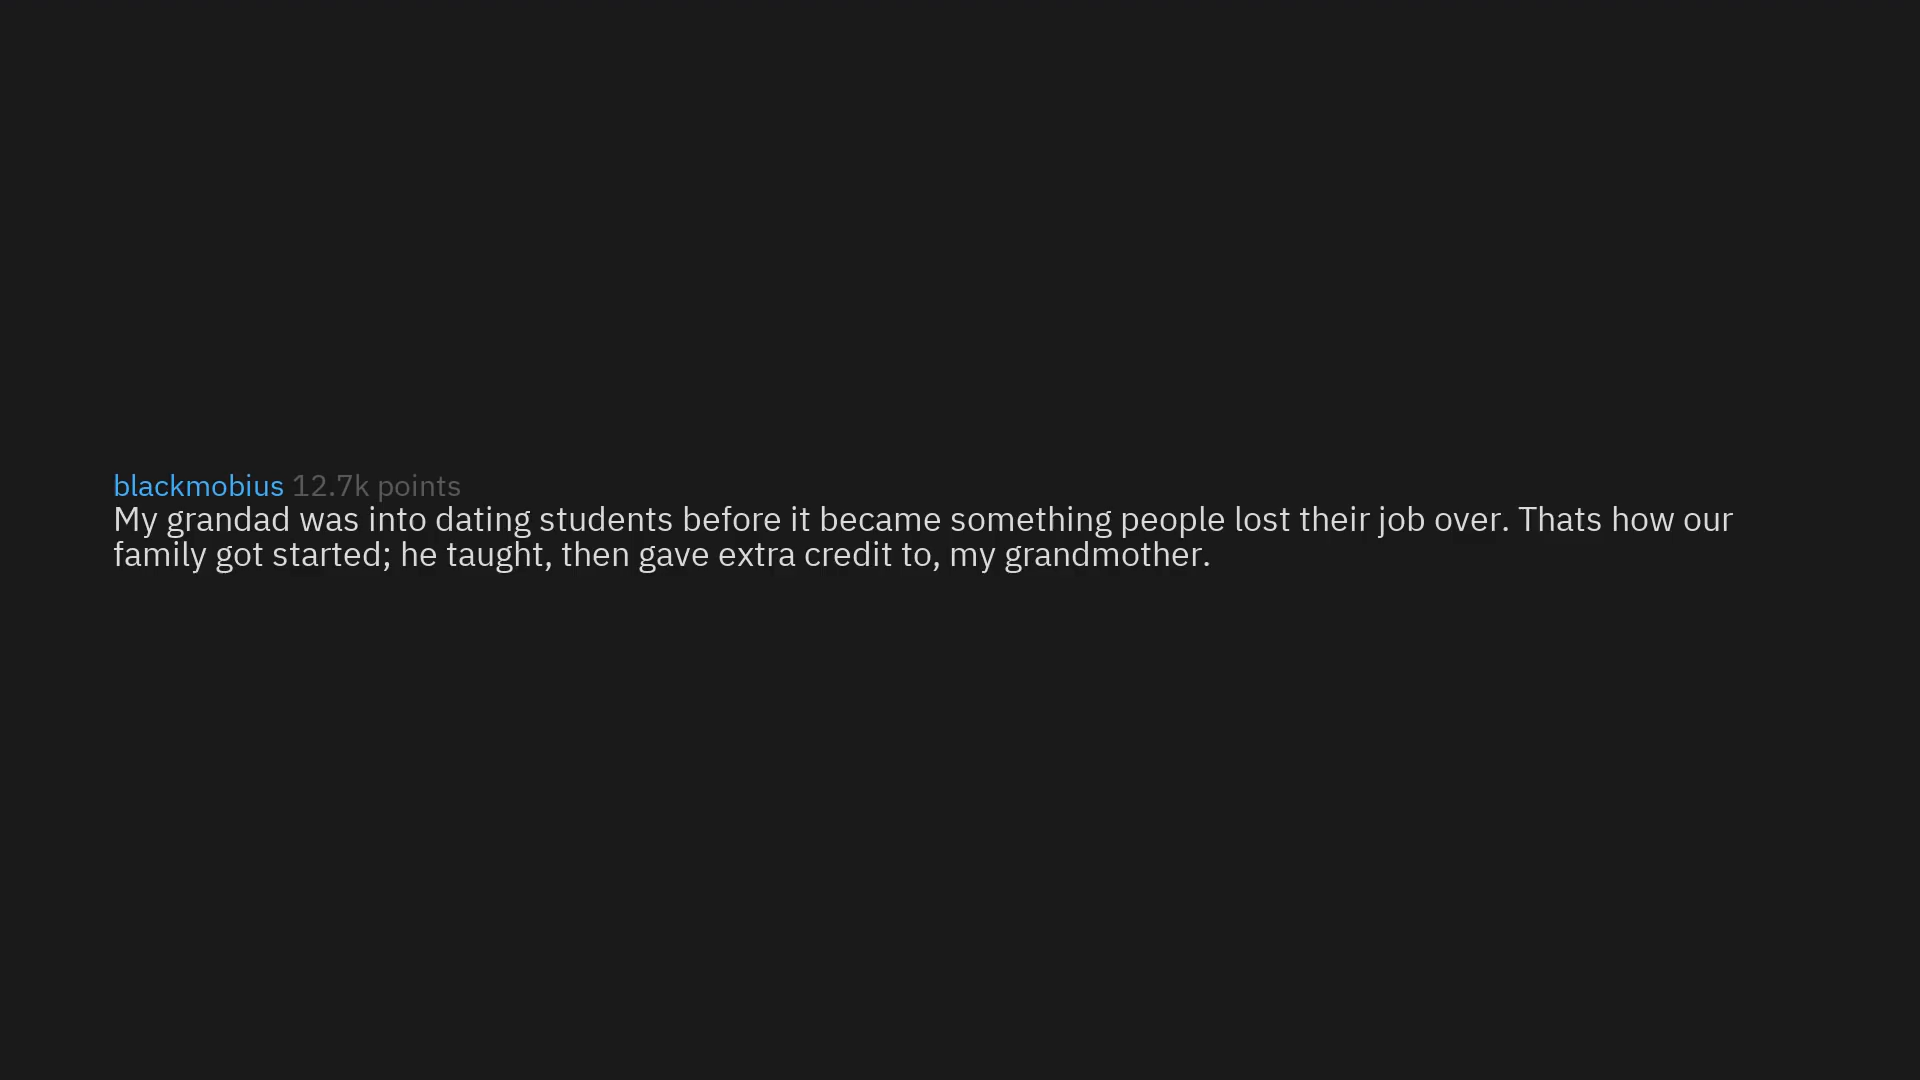 blackmobius 12.7k points
My grandad was into dating students before it became something people lost their job over. Thats how our
family got started; he taught, then gave extra credit to, my grandmother.